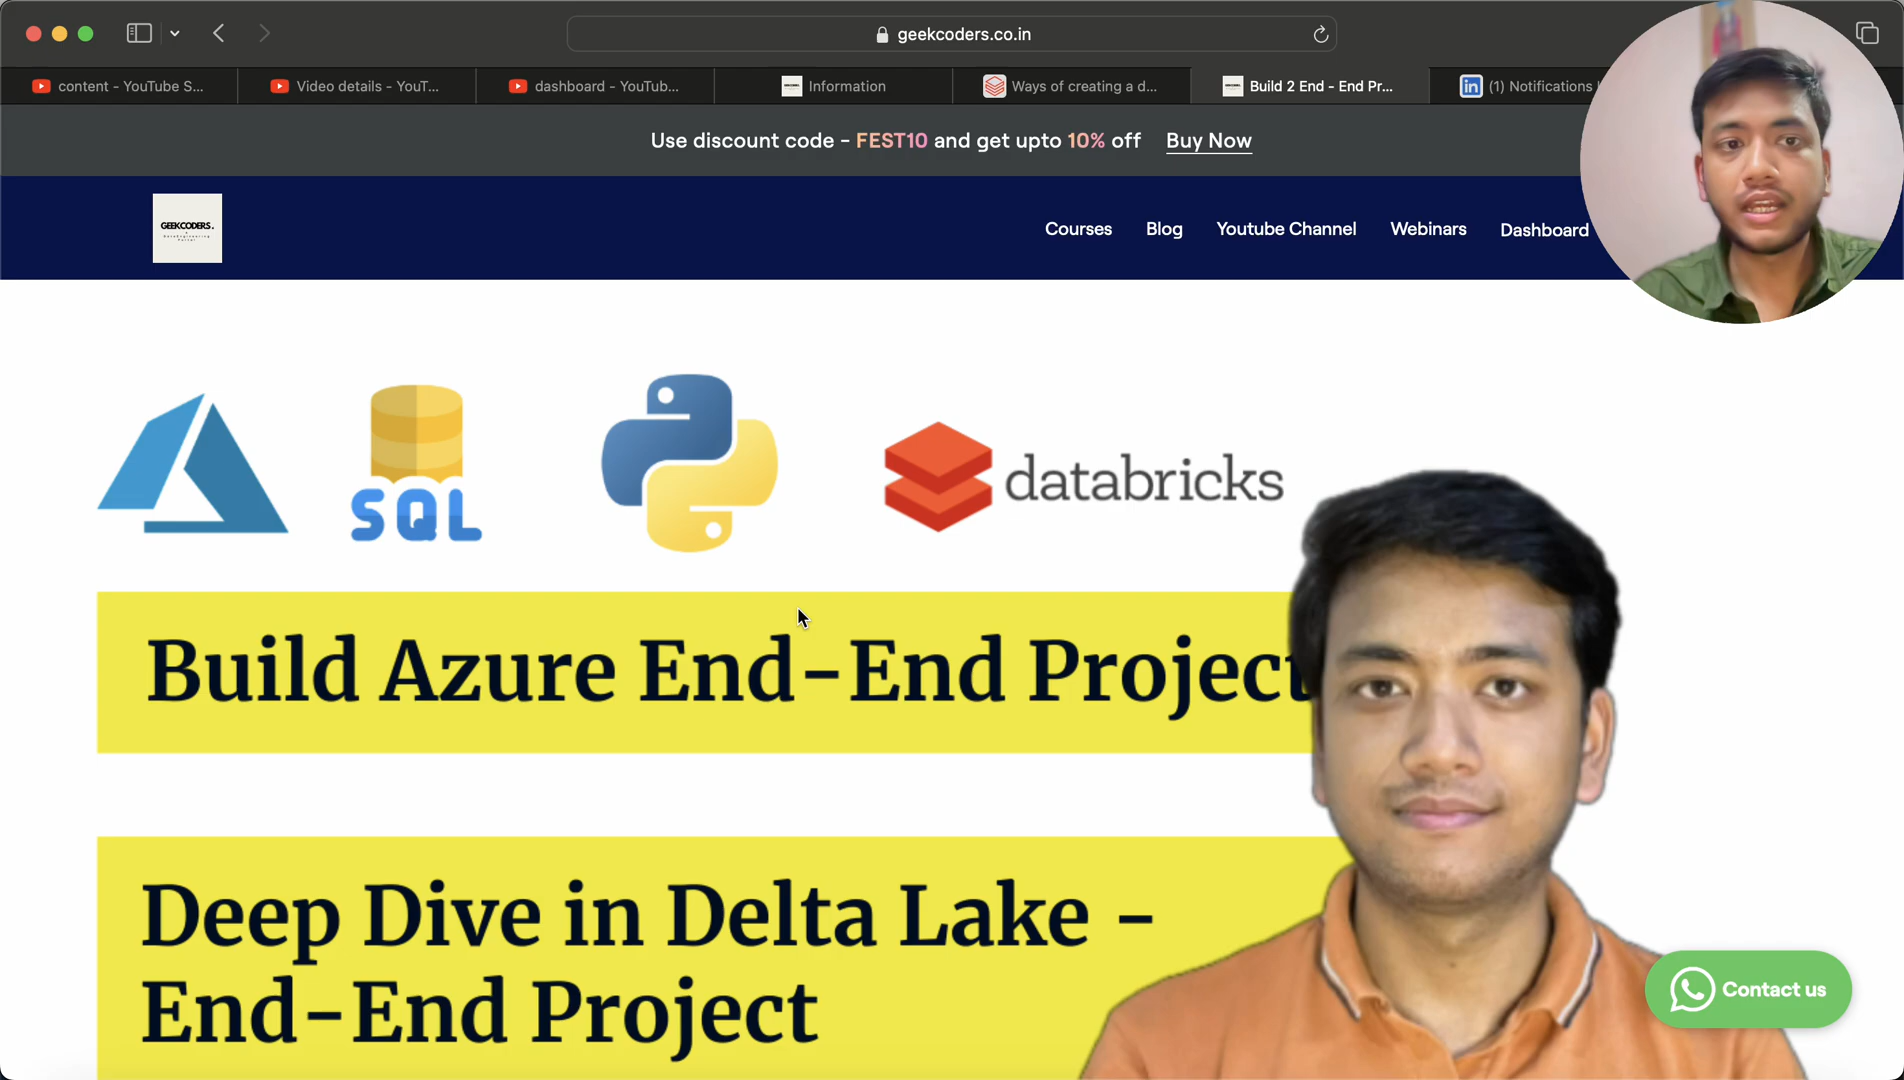 geekcoders.co.in
content - YouTube S...
Video details - YouT...
dashboard - YouTub...
Information
Ways of creating a d...
Build 2 End - End Pr...
(1) Notifications
Use discount code - FEST10 and get upto 10% off Buy Now
GEEKCODERS.
Courses Blog Youtube Channel Webinars Dashboard
SQL
databricks
Build Azure End-End Project
Deep Dive in Delta Lake -
End-End Project
Contact us